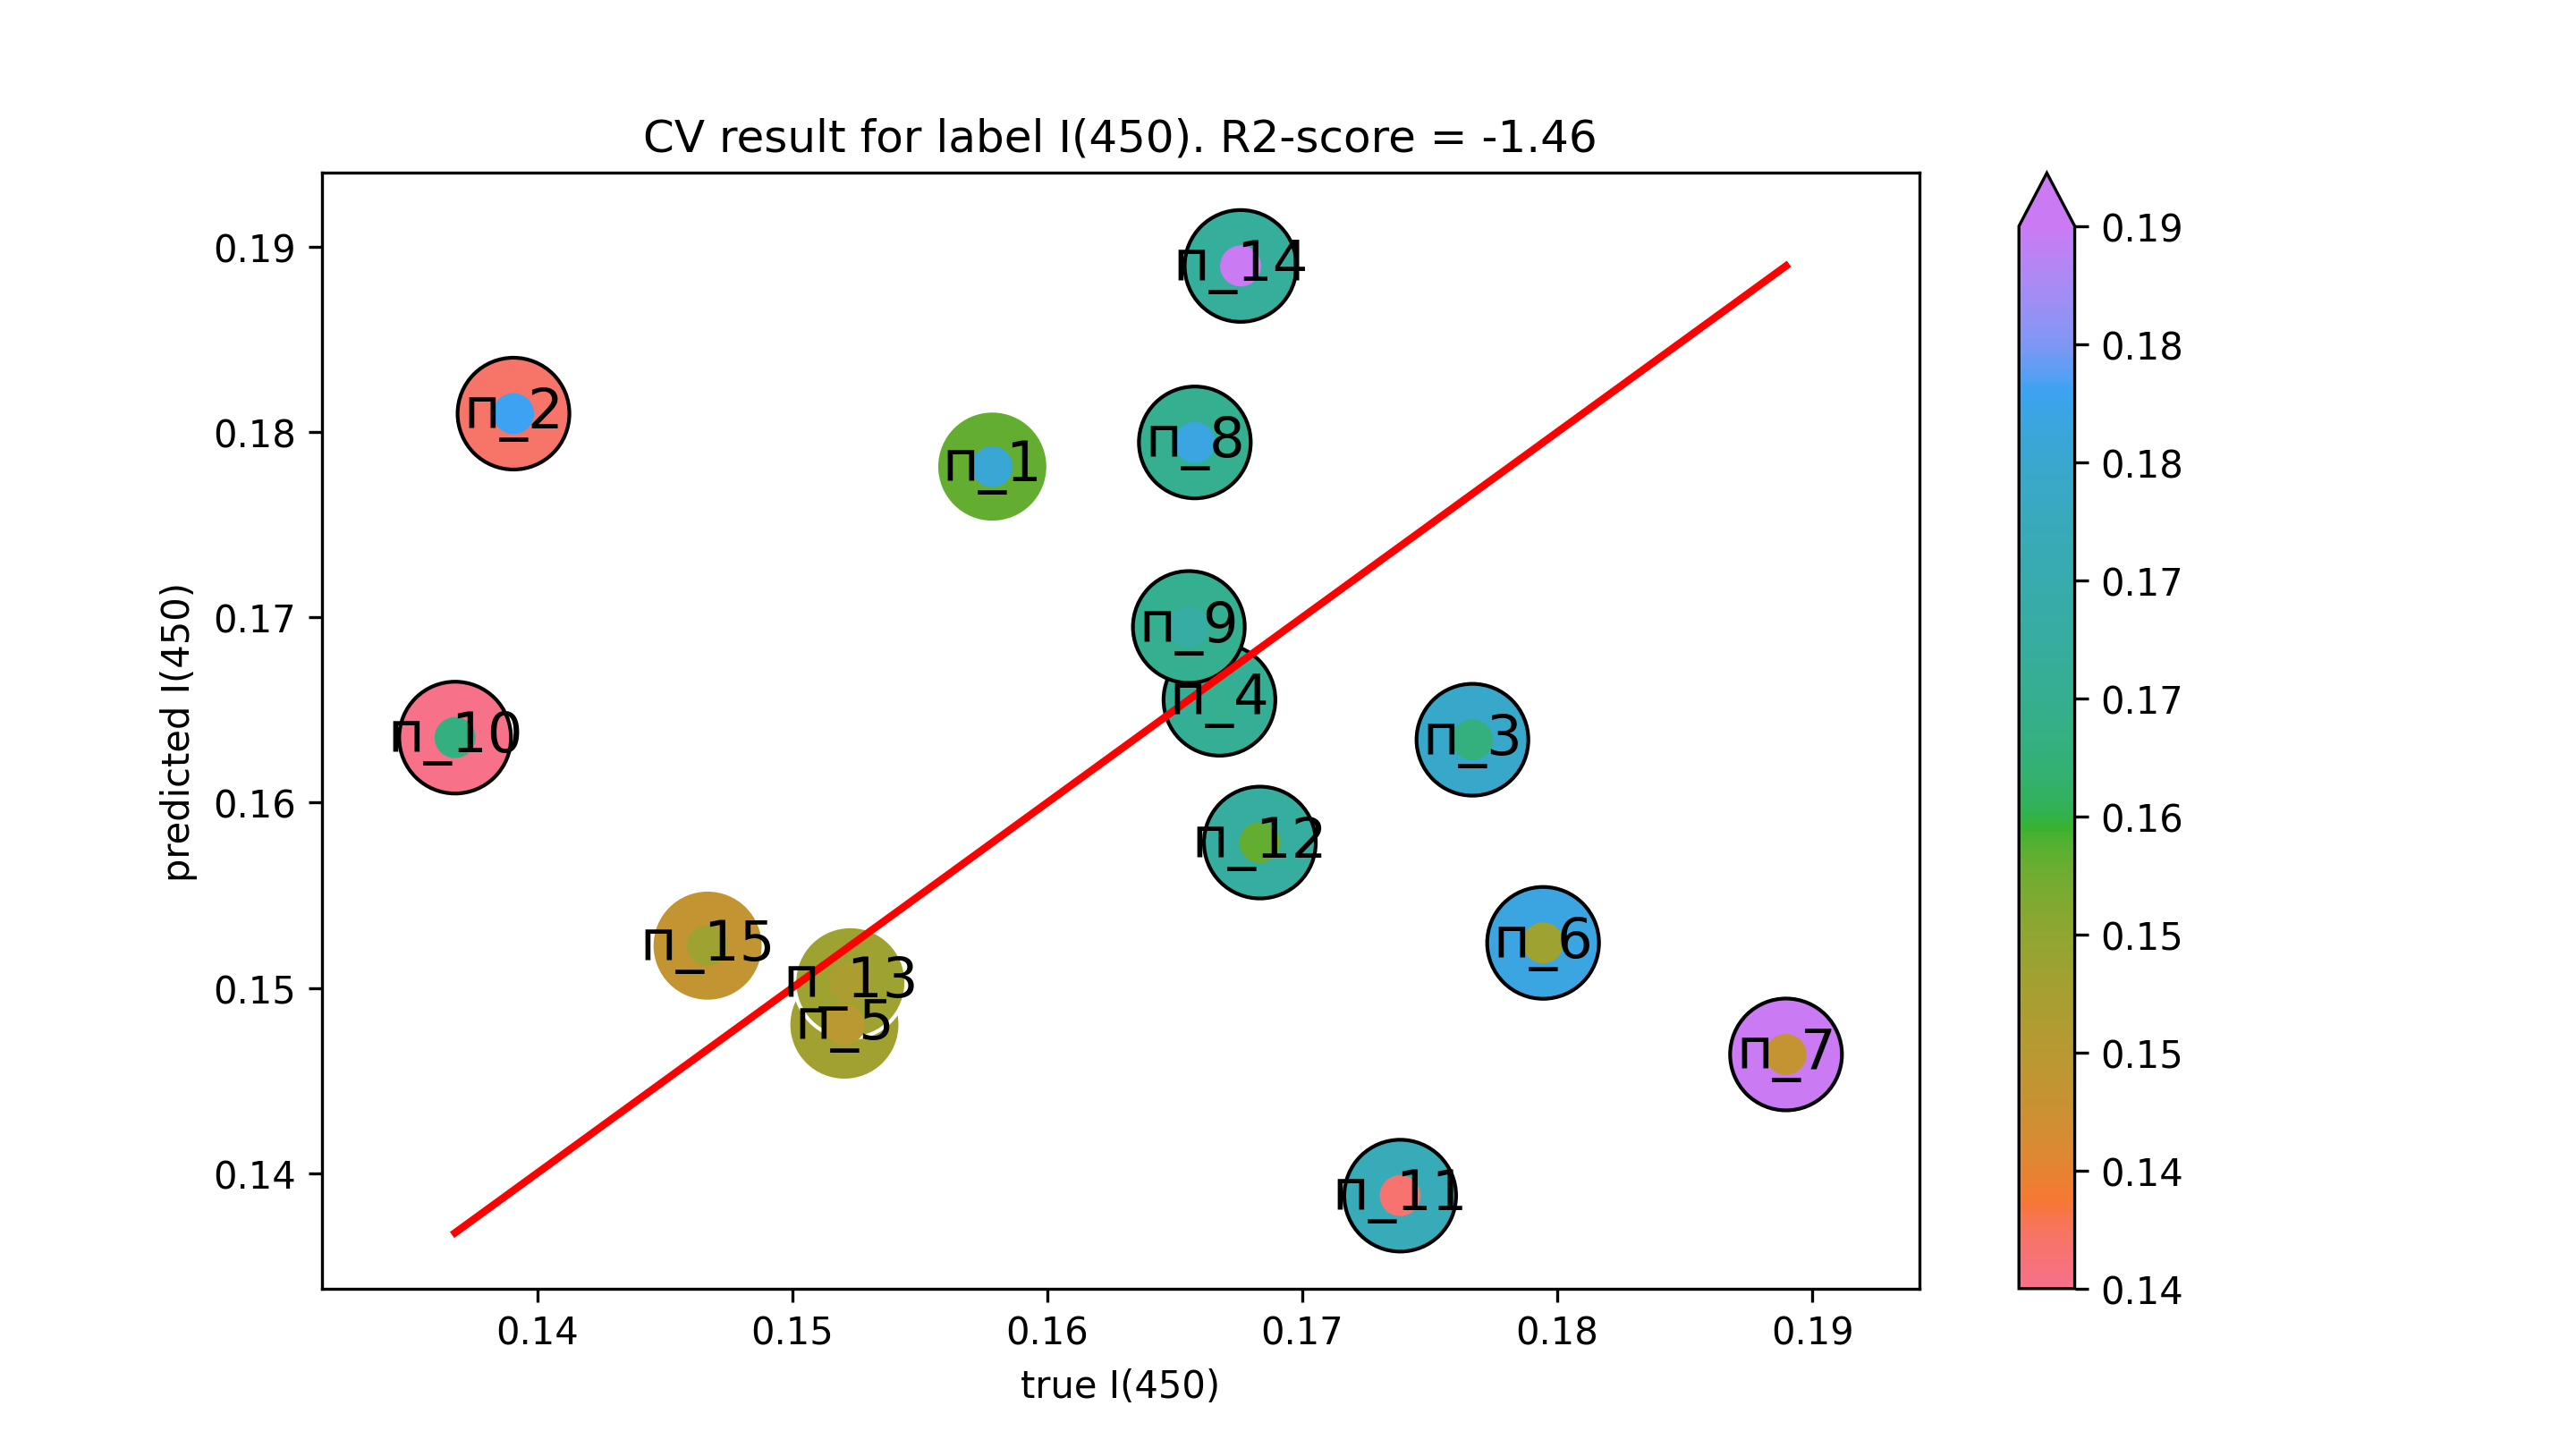 CV result for label I(450). R2-score = -1.46
predicted I(450)
0.19
0.18
0.17
0.16
0.15
0.14
п_14
п_2
п_8
п_1
п_9
п_4
п_10
п_3
п_12
п_15
п_6
п_13
п_5
п_7
п_11
0.14
0.15
0.16
0.17
0.18
0.19
true I(450)
0.19
0.18
0.18
0.17
0.17
0.16
0.15
0.15
0.14
0.14